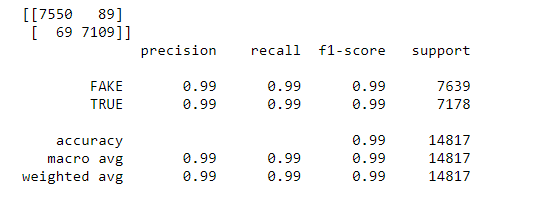 [[7550 89]
[ 69 7109]]
precision recall f1-score support
FAKE 0.99 0.99 0.99 7639
TRUE 0.99 0.99 0.99 7178
accuracy 0.99 14817
macro avg 0.99 0.99 0.99 14817
weighted avg 0.99 0.99 0.99 14817